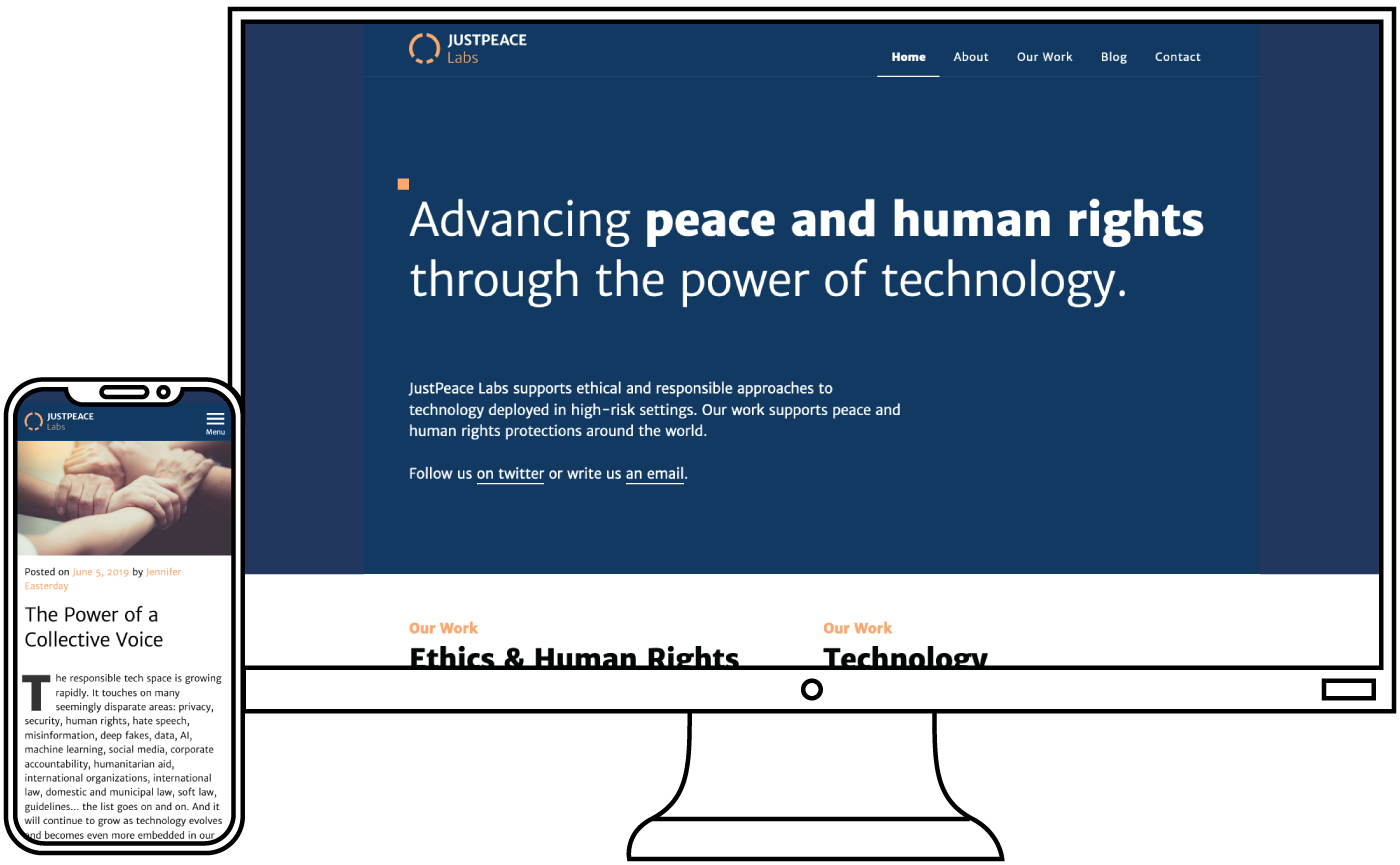 JUSTPEACE
Labs
Home About Our Work Blog Contact
Advancing peace and human rights
through the power of technology.
JustPeace Labs supports ethical and responsible approaches to
technology deployed in high-risk settings. Our work supports peace and
human rights protections around the world.
Follow us on twitter or write us an email.
Our Work
Ethics & Human Rights
Our Work
Technology
JUSTPEACE
Labs
Menu
Posted on June 5, 2019 by Jennifer
Easterday
The Power of a
Collective Voice
The responsible tech space is growing
rapidly. It touches on many
seemingly disparate areas: privacy,
security, human rights, hate speech,
misinformation, deep fakes, data, AI,
machine learning, social media, corporate
accountability, humanitarian aid,
international organizations, international
law, domestic and municipal law, soft law,
guidelines... the list goes on and on. And it
will continue to grow as technology evolves
and becomes even more embedded in our